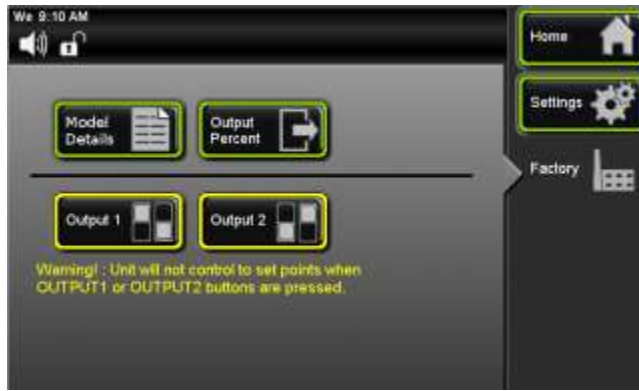 We 9:10 AM
Home
Settings
Factory
Model
Details
Output
Percent
Output 1
Output 2
Warning! : Unit will not control to set points when
OUTPUT1 or OUTPUT2 buttons are pressed.